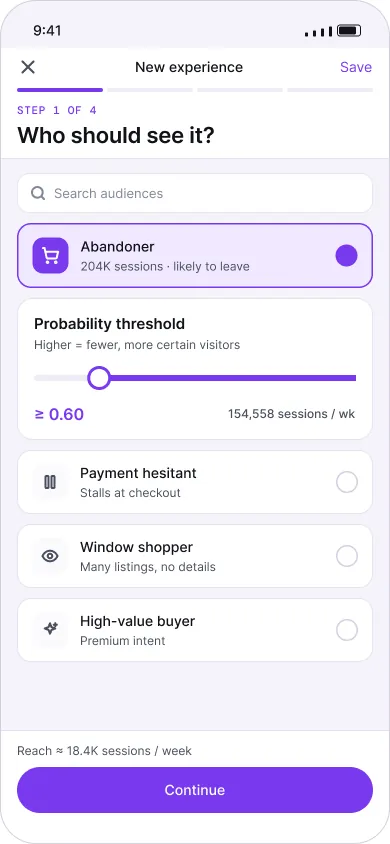 9:41
New experience
Save
STEP 1 OF 4
Who should see it?
Search audiences
Abandoner
204K sessions · likely to leave
Probability threshold
Higher = fewer, more certain visitors
≥ 0.60
154,558 sessions / wk
Payment hesitant
Stalls at checkout
Window shopper
Many listings, no details
High-value buyer
Premium intent
Reach ≈ 18.4K sessions / week
Continue